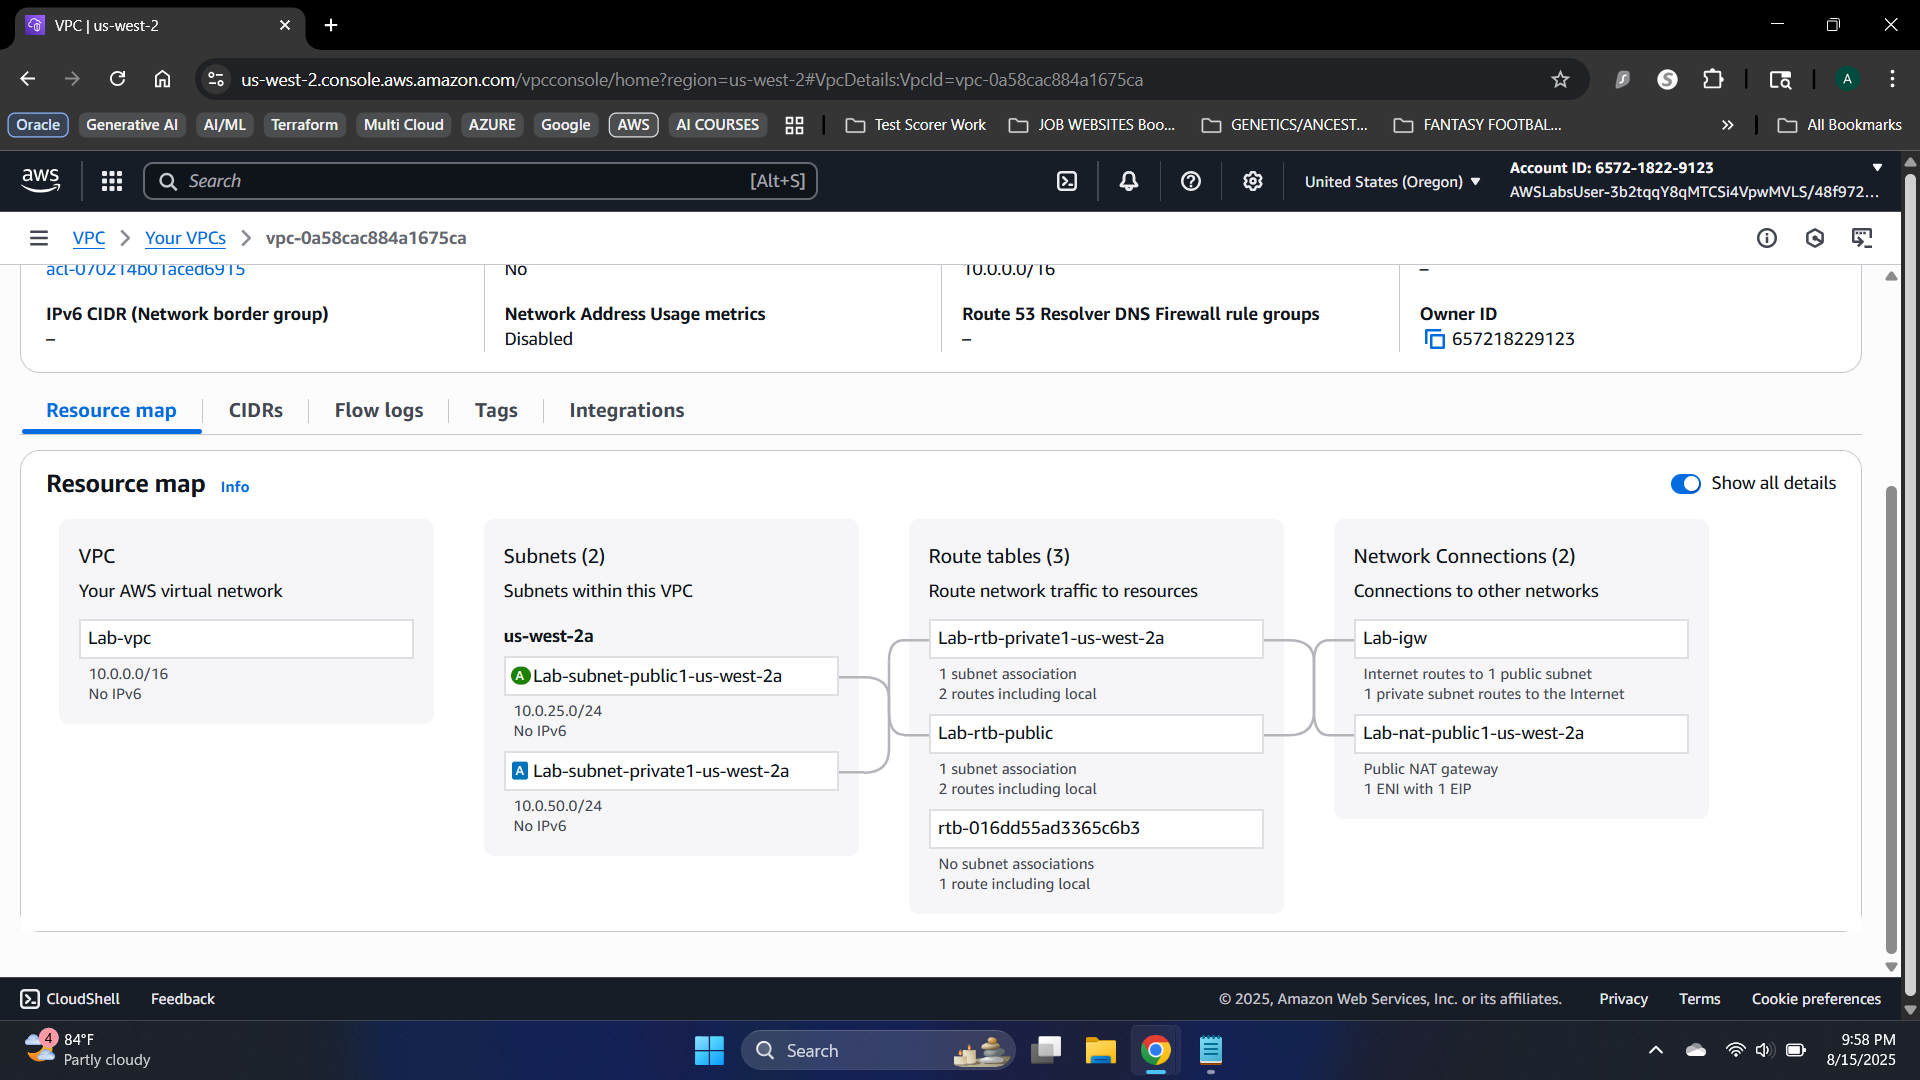 VPC | us-west-2
us-west-2.console.aws.amazon.com/vpcconsole/home?region=us-west-2#VpcDetails:VpcId=vpc-0a58cac884a1675ca
S
A
Oracle Generative AI AI/ML Terraform Multi Cloud AZURE Google AWS AI COURSES Test Scorer Work JOB WEBSITES Boo... GENETICS/ANCEST... FANTASY FOOTBAL... » All Bookmarks
aws
Search [Alt+S]
United States (Oregon)
Account ID: 6572-1822-9123
AWSLabsUser-3b2tqqY8qMTCSi4VpwMVLS/48f972...
VPC > Your VPCs > vpc-0a58cac884a1675ca
acl-070214b01aced6915 No 10.0.0.0/16 –
IPv6 CIDR (Network border group)
–
Network Address Usage metrics
Disabled
Route 53 Resolver DNS Firewall rule groups
–
Owner ID
657218229123
Resource map CIDRs Flow logs Tags Integrations
Resource map Info
Show all details
VPC
Your AWS virtual network
Lab-vpc
10.0.0.0/16
No IPv6
Subnets (2)
Subnets within this VPC
us-west-2a
A Lab-subnet-public1-us-west-2a
10.0.25.0/24
No IPv6
A Lab-subnet-private1-us-west-2a
10.0.50.0/24
No IPv6
Route tables (3)
Route network traffic to resources
Lab-rtb-private1-us-west-2a
1 subnet association
2 routes including local
Lab-rtb-public
1 subnet association
2 routes including local
rtb-016dd55ad3365c6b3
No subnet associations
1 route including local
Network Connections (2)
Connections to other networks
Lab-igw
Internet routes to 1 public subnet
1 private subnet routes to the Internet
Lab-nat-public1-us-west-2a
Public NAT gateway
1 ENI with 1 EIP
CloudShell Feedback
© 2025, Amazon Web Services, Inc. or its affiliates. Privacy Terms Cookie preferences
4
84°F
Partly cloudy
Search
9:58 PM
8/15/2025